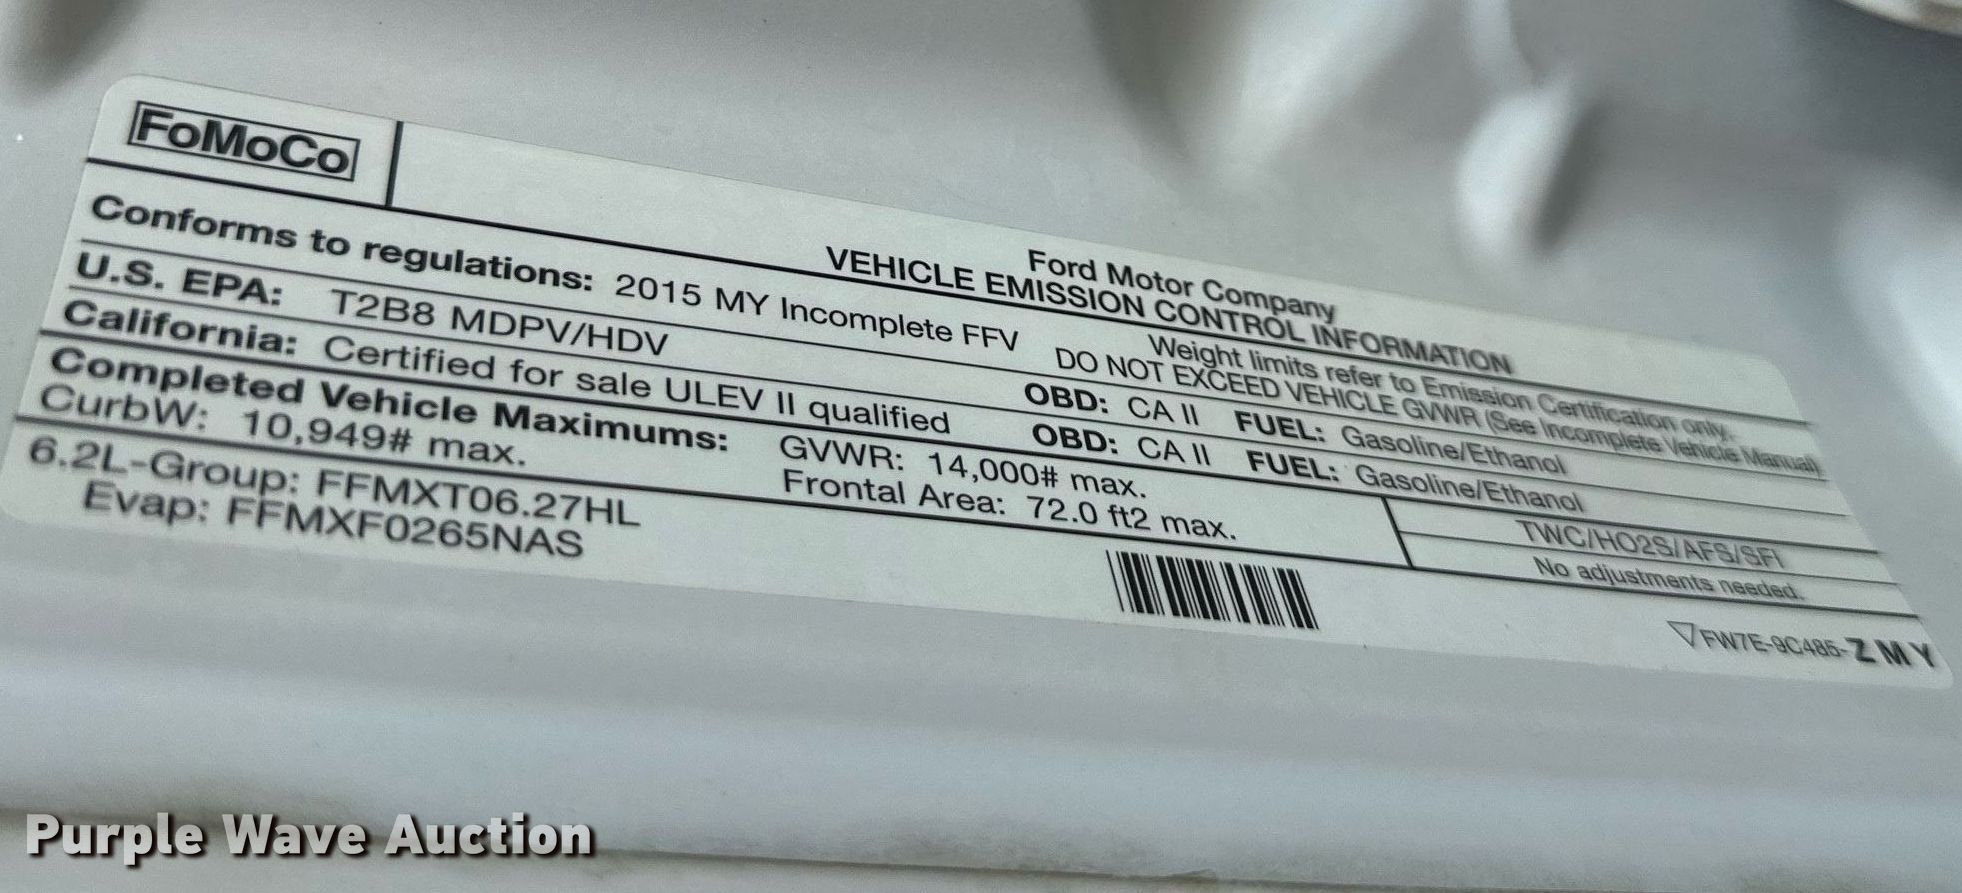 FoMoCo
Ford Motor Company
VEHICLE EMISSION CONTROL INFORMATION
Conforms to regulations: 2015 MY Incomplete FFV
Weight limits refer to Emission Certification only.
DO NOT EXCEED VEHICLE GVWR (See Incomplete Vehicle Manual)
U.S. EPA: T2B8 MDPV/HDV OBD: CA II FUEL: Gasoline/Ethanol
California: Certified for sale ULEV II qualified OBD: CA II FUEL: Gasoline/Ethanol
Completed Vehicle Maximums: GVWR: 14,000# max.
CurbW: 10,949# max. Frontal Area: 72.0 ft2 max.
TWC/HO2S/AFS/SFI
No adjustments needed.
6.2L-Group: FFMXT06.27HL
Evap: FFMXF0265NAS
FW7E-9C485-ZMY
Purple Wave Auction